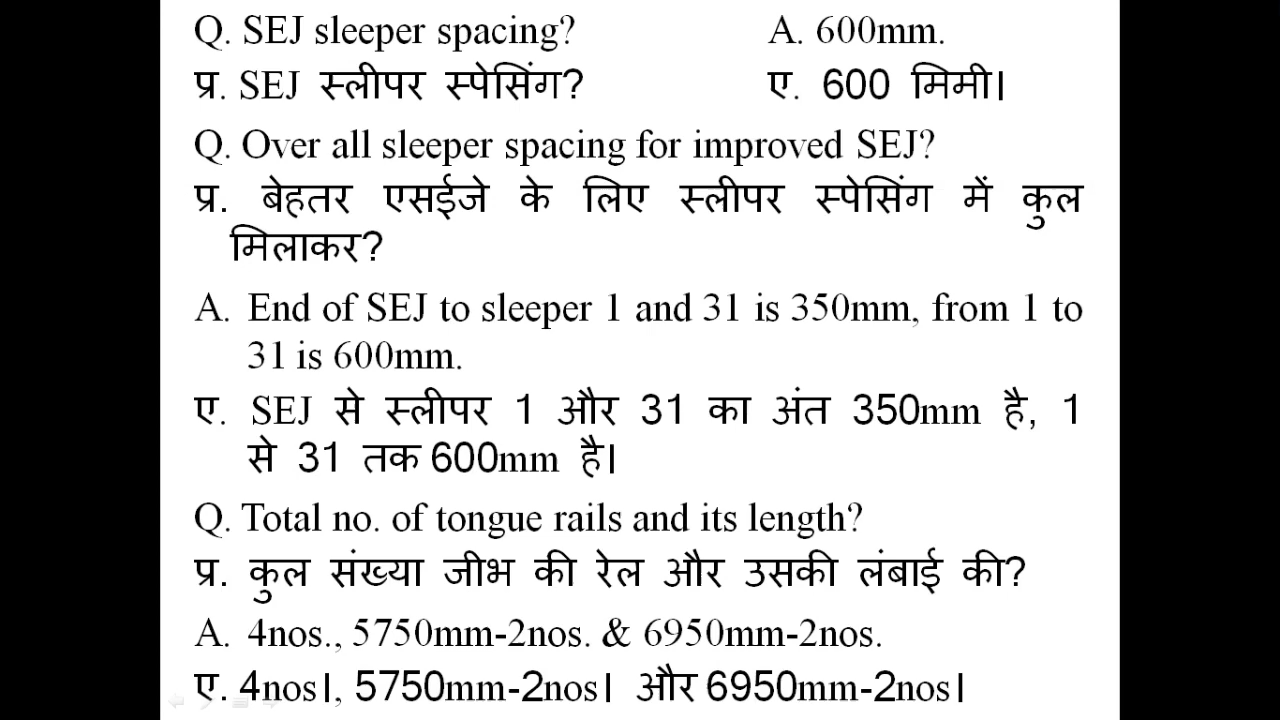 Q. SEJ sleeper spacing? A. 600mm.
प्र. SEJ स्लीपर स्पेसिंग? ए. 600 मिमी।
Q. Over all sleeper spacing for improved SEJ?
प्र. बेहतर एसईजे के लिए स्लीपर स्पेसिंग में कुल
मिलाकर?
A. End of SEJ to sleeper 1 and 31 is 350mm, from 1 to
31 is 600mm.
ए. SEJ से स्लीपर 1 और 31 का अंत 350mm है, 1
से 31 तक 600mm है।
Q. Total no. of tongue rails and its length?
प्र. कुल संख्या जीभ की रेल और उसकी लंबाई की?
A. 4nos., 5750mm-2nos. & 6950mm-2nos.
ए. 4nos।, 5750mm-2nos। और 6950mm-2nos।